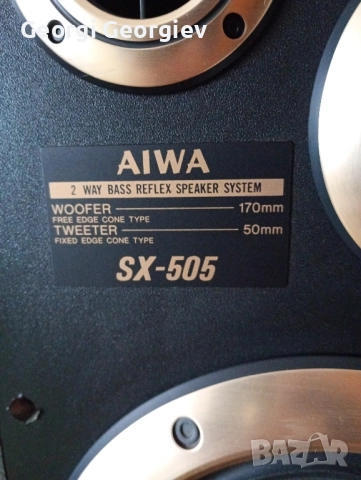 Georgi Georgiev
AIWA
2 WAY BASS REFLEX SPEAKER SYSTEM
WOOFER 170mm
FREE EDGE CONE TYPE
TWEETER 50mm
FIXED EDGE CONE TYPE
SX-505
BAZAR